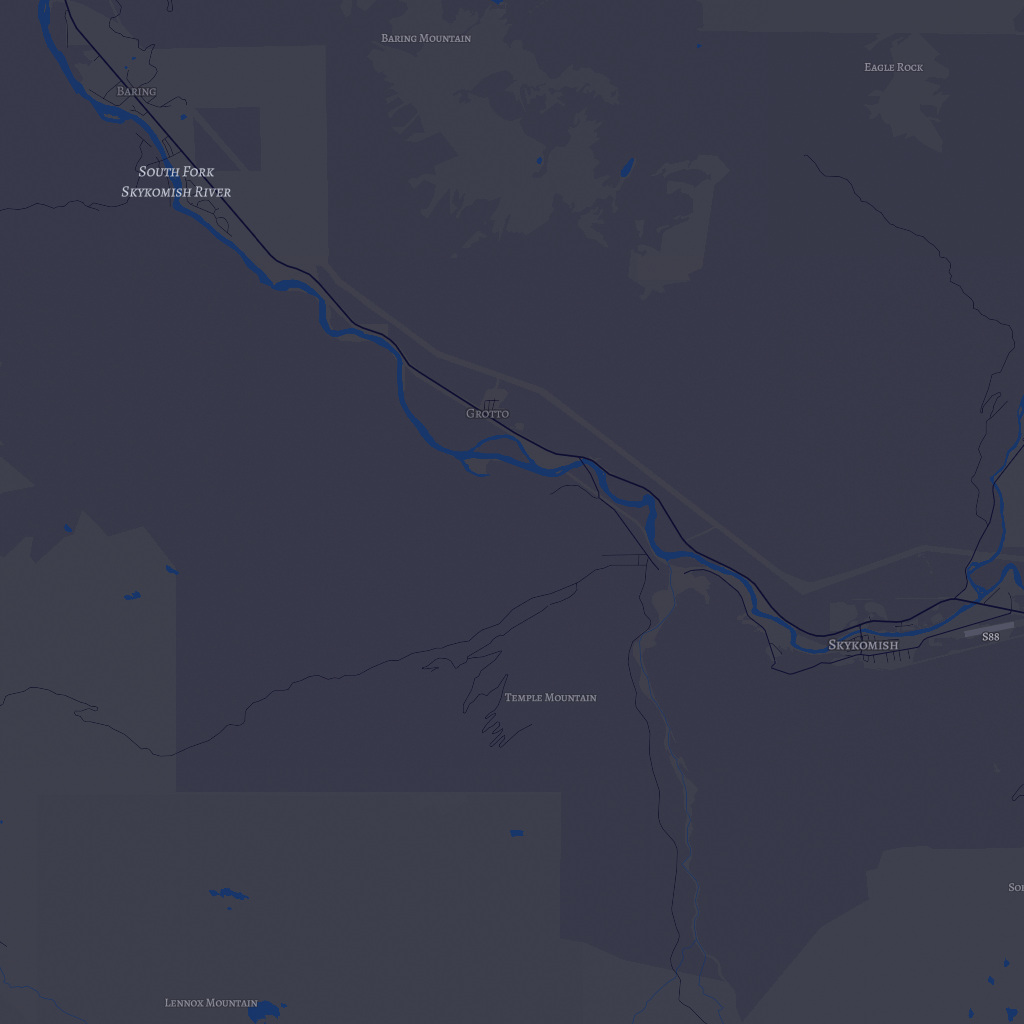 Baring Mountain
Eagle Rock
Baring
South Fork
Skykomish River
Grotto
S88
Skykomish
Temple Mountain
Lennox Mountain